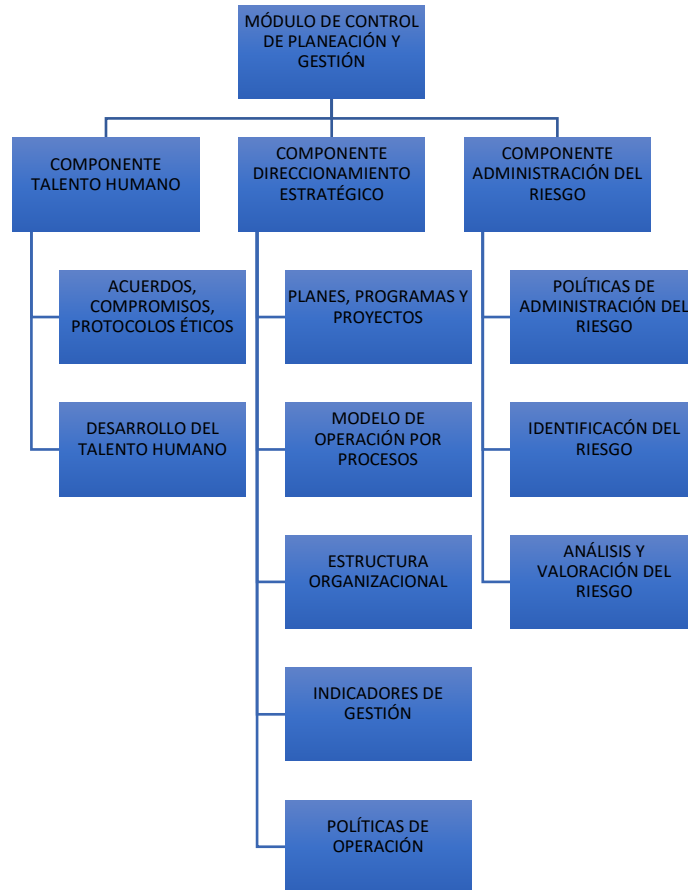 MÓDULO DE CONTROL
DE PLANEACIÓN Y
GESTIÓN
COMPONENTE
TALENTO HUMANO
ACUERDOS,
COMPROMISOS,
PROTOCOLOS ÉTICOS
DESARROLLO DEL
TALENTO HUMANO
COMPONENTE
DIRECCIONAMIENTO
ESTRATÉGICO
PLANES, PROGRAMAS Y
PROYECTOS
MODELO DE
OPERACIÓN POR
PROCESOS
ESTRUCTURA
ORGANIZACIONAL
INDICADORES DE
GESTIÓN
POLÍTICAS DE
OPERACIÓN
COMPONENTE
ADMINISTRACIÓN DEL
RIESGO
POLÍTICAS DE
ADMINISTRACIÓN DEL
RIESGO
IDENTIFICACÓN DEL
RIESGO
ANÁLISIS Y
VALORACIÓN DEL
RIESGO